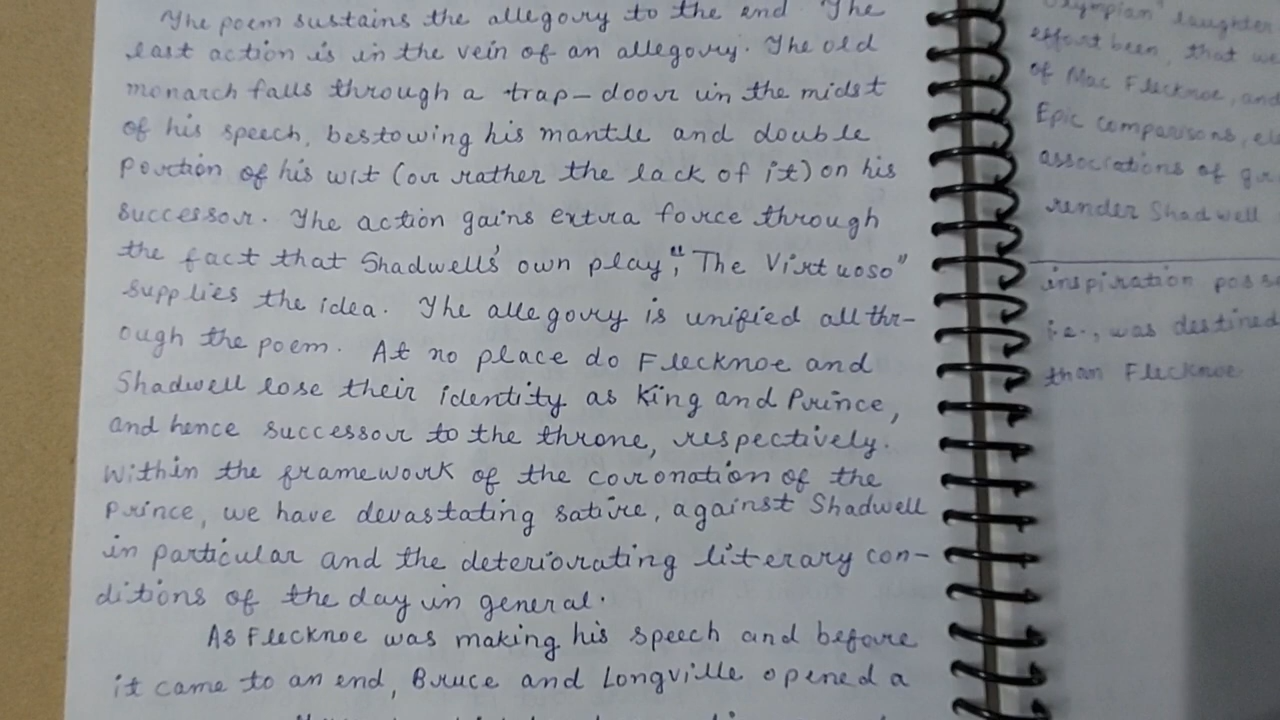 The poem sustains the allegory to the end The
last action is in the vein of an allegory. The old
monarch falls through a trap-door in the midst
of his speech, bestowing his mantle and double
portion of his wit (or rather the lack of it) on his
successor. The action gains extra force through
the fact that Shadwell's own play, "The Virtuoso"
supplies the idea. The allegory is unified all thr-
ough the poem. At no place do Flecknoe and
Shadwell lose their identity as King and Prince,
and hence successor to the throne, respectively.
Within the framework of the coronation of the
Prince, we have devastating satire, against Shadwell
in particular and the deteriorating literary con-
ditions of the day in general.
As Flecknoe was making his speech and before
it came to an end, Bruce and Longville opened a
Olympian laughter
effort been, that we
of Mac Flecknoe, and
Epic comparisons,
associations of
render Shadwell
inspiration
i.e., was destined
than Flecknoe